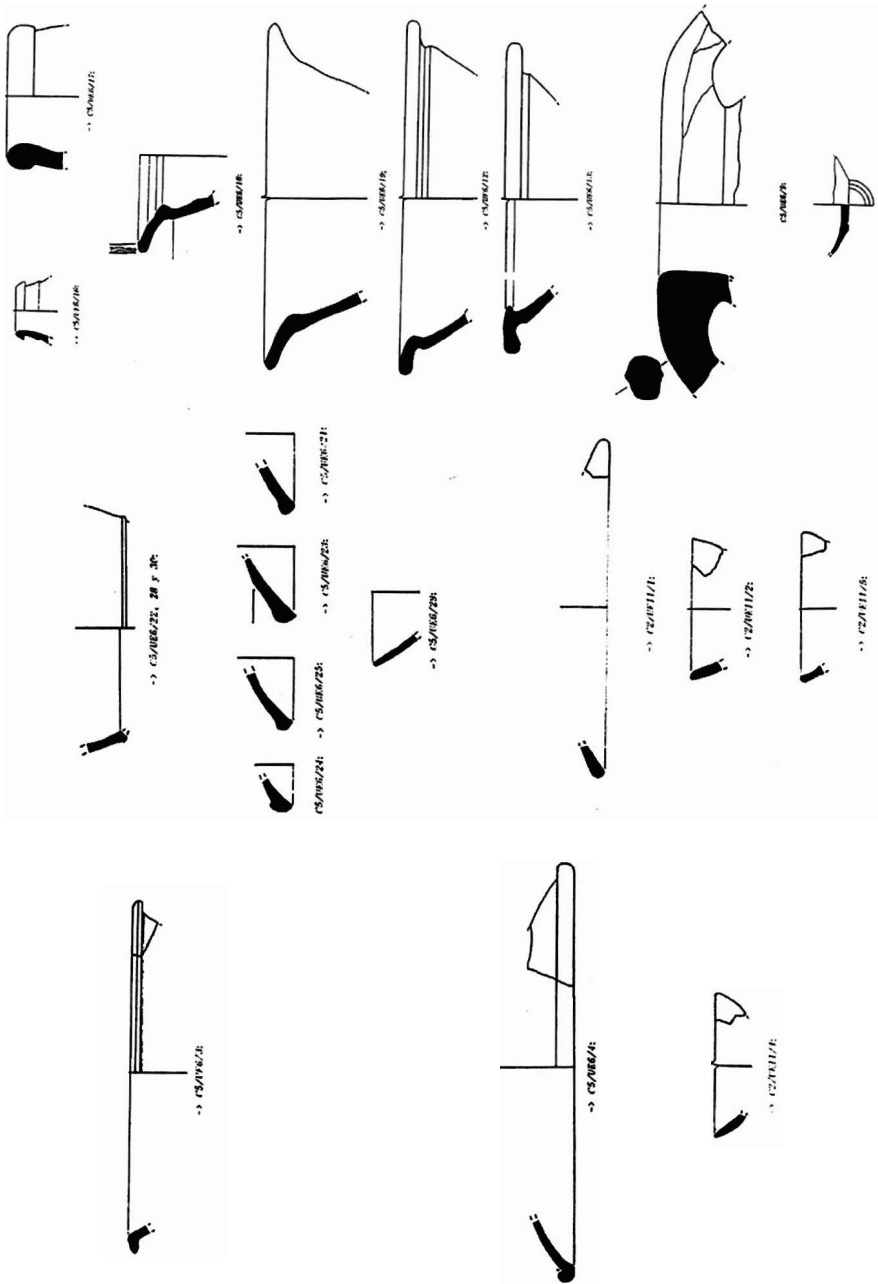 -> C5/UE6/17:
-> C5/UE6/18:
-> C5/UE6/19:
-> C5/UE6/12:
-> C5/UE6/13:
C5/UE6/9:
-> C5/UE6/22, 28 y 30:
-> C5/UE6/21:
-> C5/UE6/23:
-> C5/UE6/25:
C5/UE6/24:
-> C5/UE6/29:
-> C2/UE11/1:
-> C2/UE11/2:
-> C2/UE11/5:
-> C5/UE6/3:
-> C5/UE6/4:
-> C2/UE11/4: